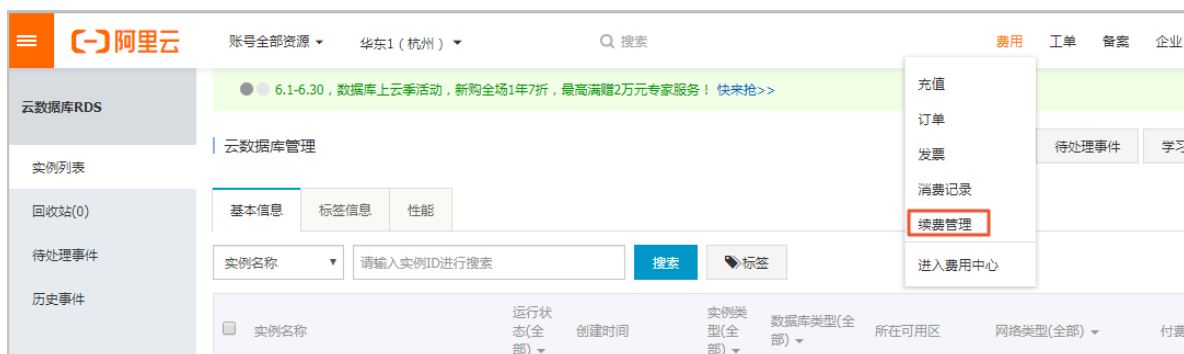 阿里云
账号全部资源
华东1（杭州）
搜索
费用
工单
备案
企业
充值
订单
发票
消费记录
续费管理
进入费用中心
云数据库RDS
实例列表
回收站(0)
待处理事件
历史事件
6.1-6.30，数据库上云季活动，新购全场1年7折，最高满赠2万元专家服务！ 快来抢>>
云数据库管理
待处理事件
学习
基本信息
标签信息
性能
实例名称
请输入实例ID进行搜索
搜索
标签
实例名称
运行状
态(全
部)
创建时间
实例类
型(全
部)
数据库类型(全
部)
所在可用区
网络类型(全部)
付费